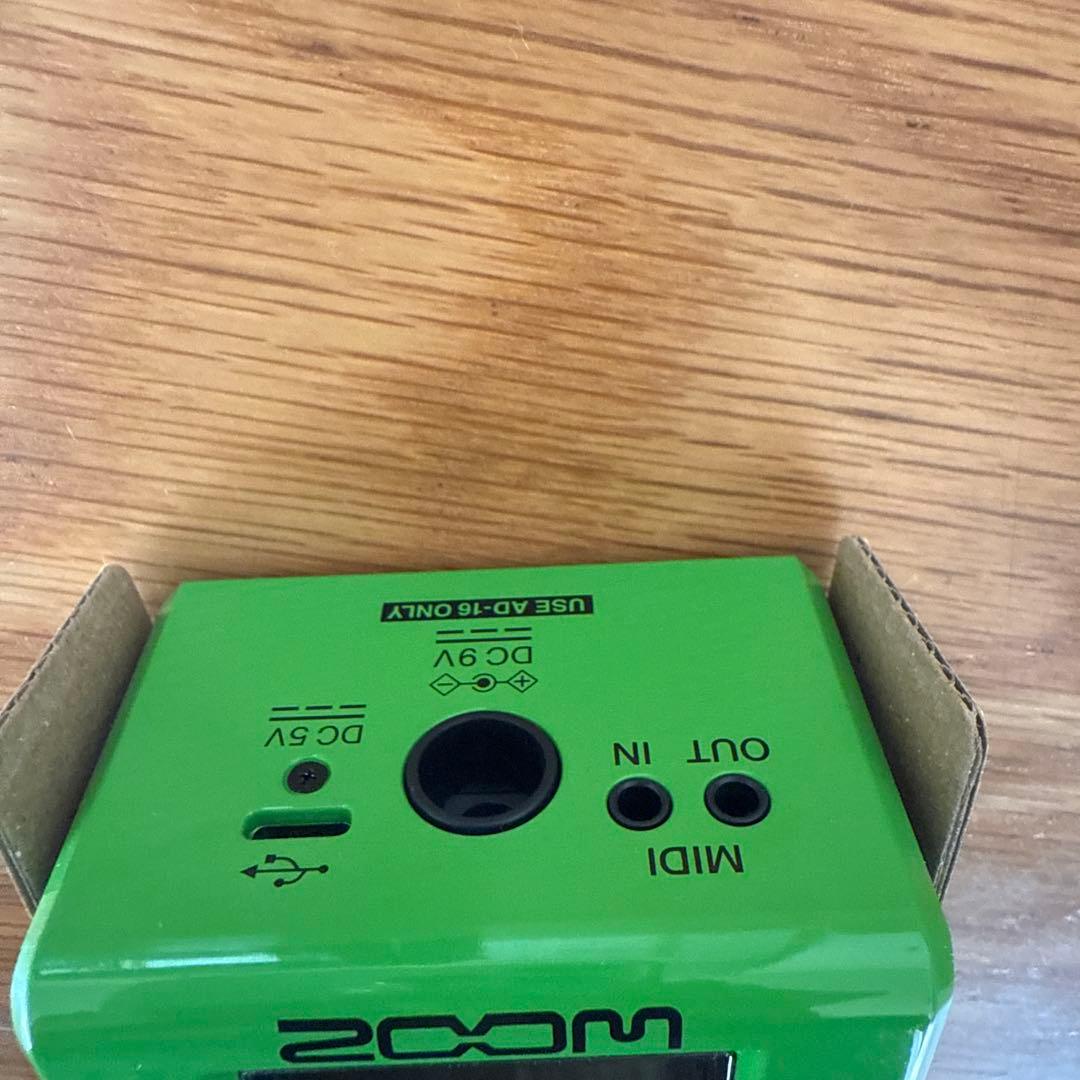 ZOOM
MIDI
OUT IN
DC 5V
DC 9V
USE AD-16 ONLY